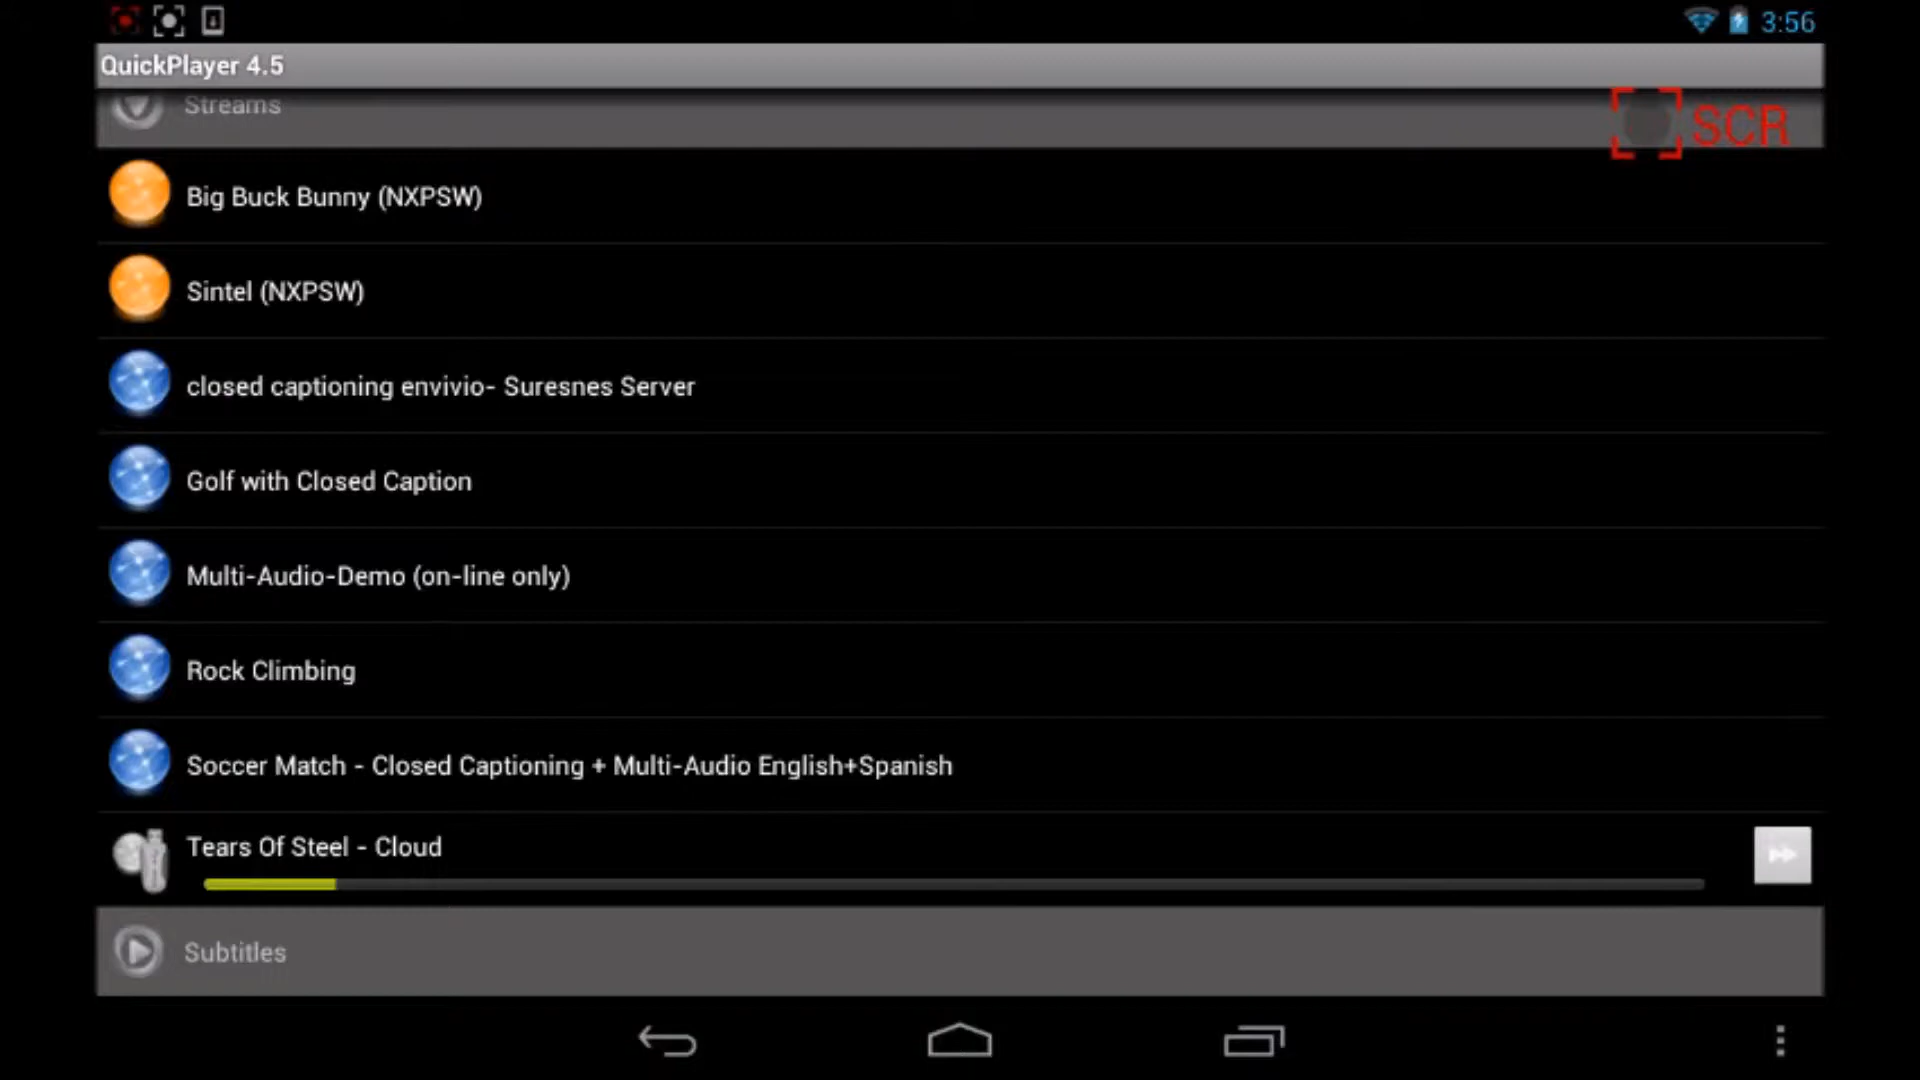 3:56
QuickPlayer 4.5
Streams
SCR
Big Buck Bunny (NXPSW)
Sintel (NXPSW)
closed captioning envivio- Suresnes Server
Golf with Closed Caption
Multi-Audio-Demo (on-line only)
Rock Climbing
Soccer Match - Closed Captioning + Multi-Audio English+Spanish
Tears Of Steel - Cloud
Subtitles